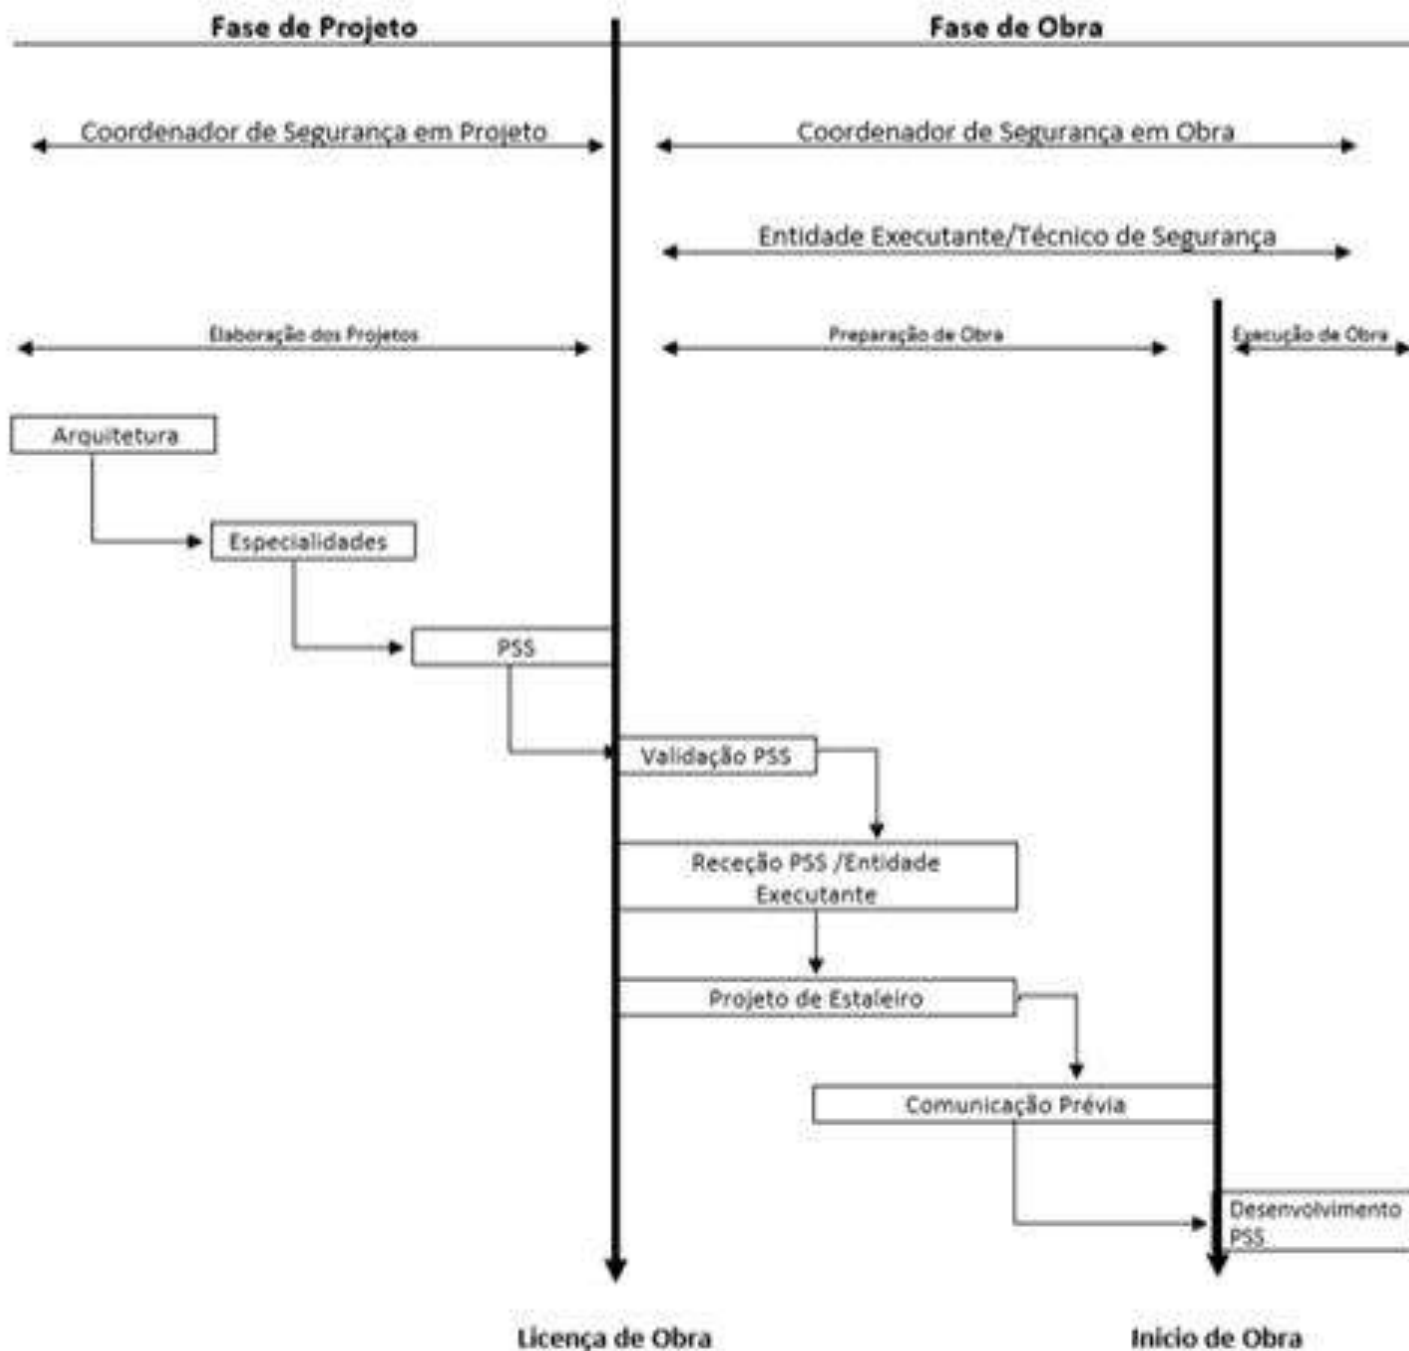 Fase de Projeto
Fase de Obra
Coordenador de Segurança em Projeto
Coordenador de Segurança em Obra
Entidade Executante/Técnico de Segurança
Elaboração dos Projetos
Preparação de Obra
Execução de Obra
Arquitetura
Especialidades
PSS
Validação PSS
Receção PSS /Entidade
Executante
Projeto de Estaleiro
Comunicação Prévia
Desenvolvimento
PSS
Licença de Obra
Inicio de Obra